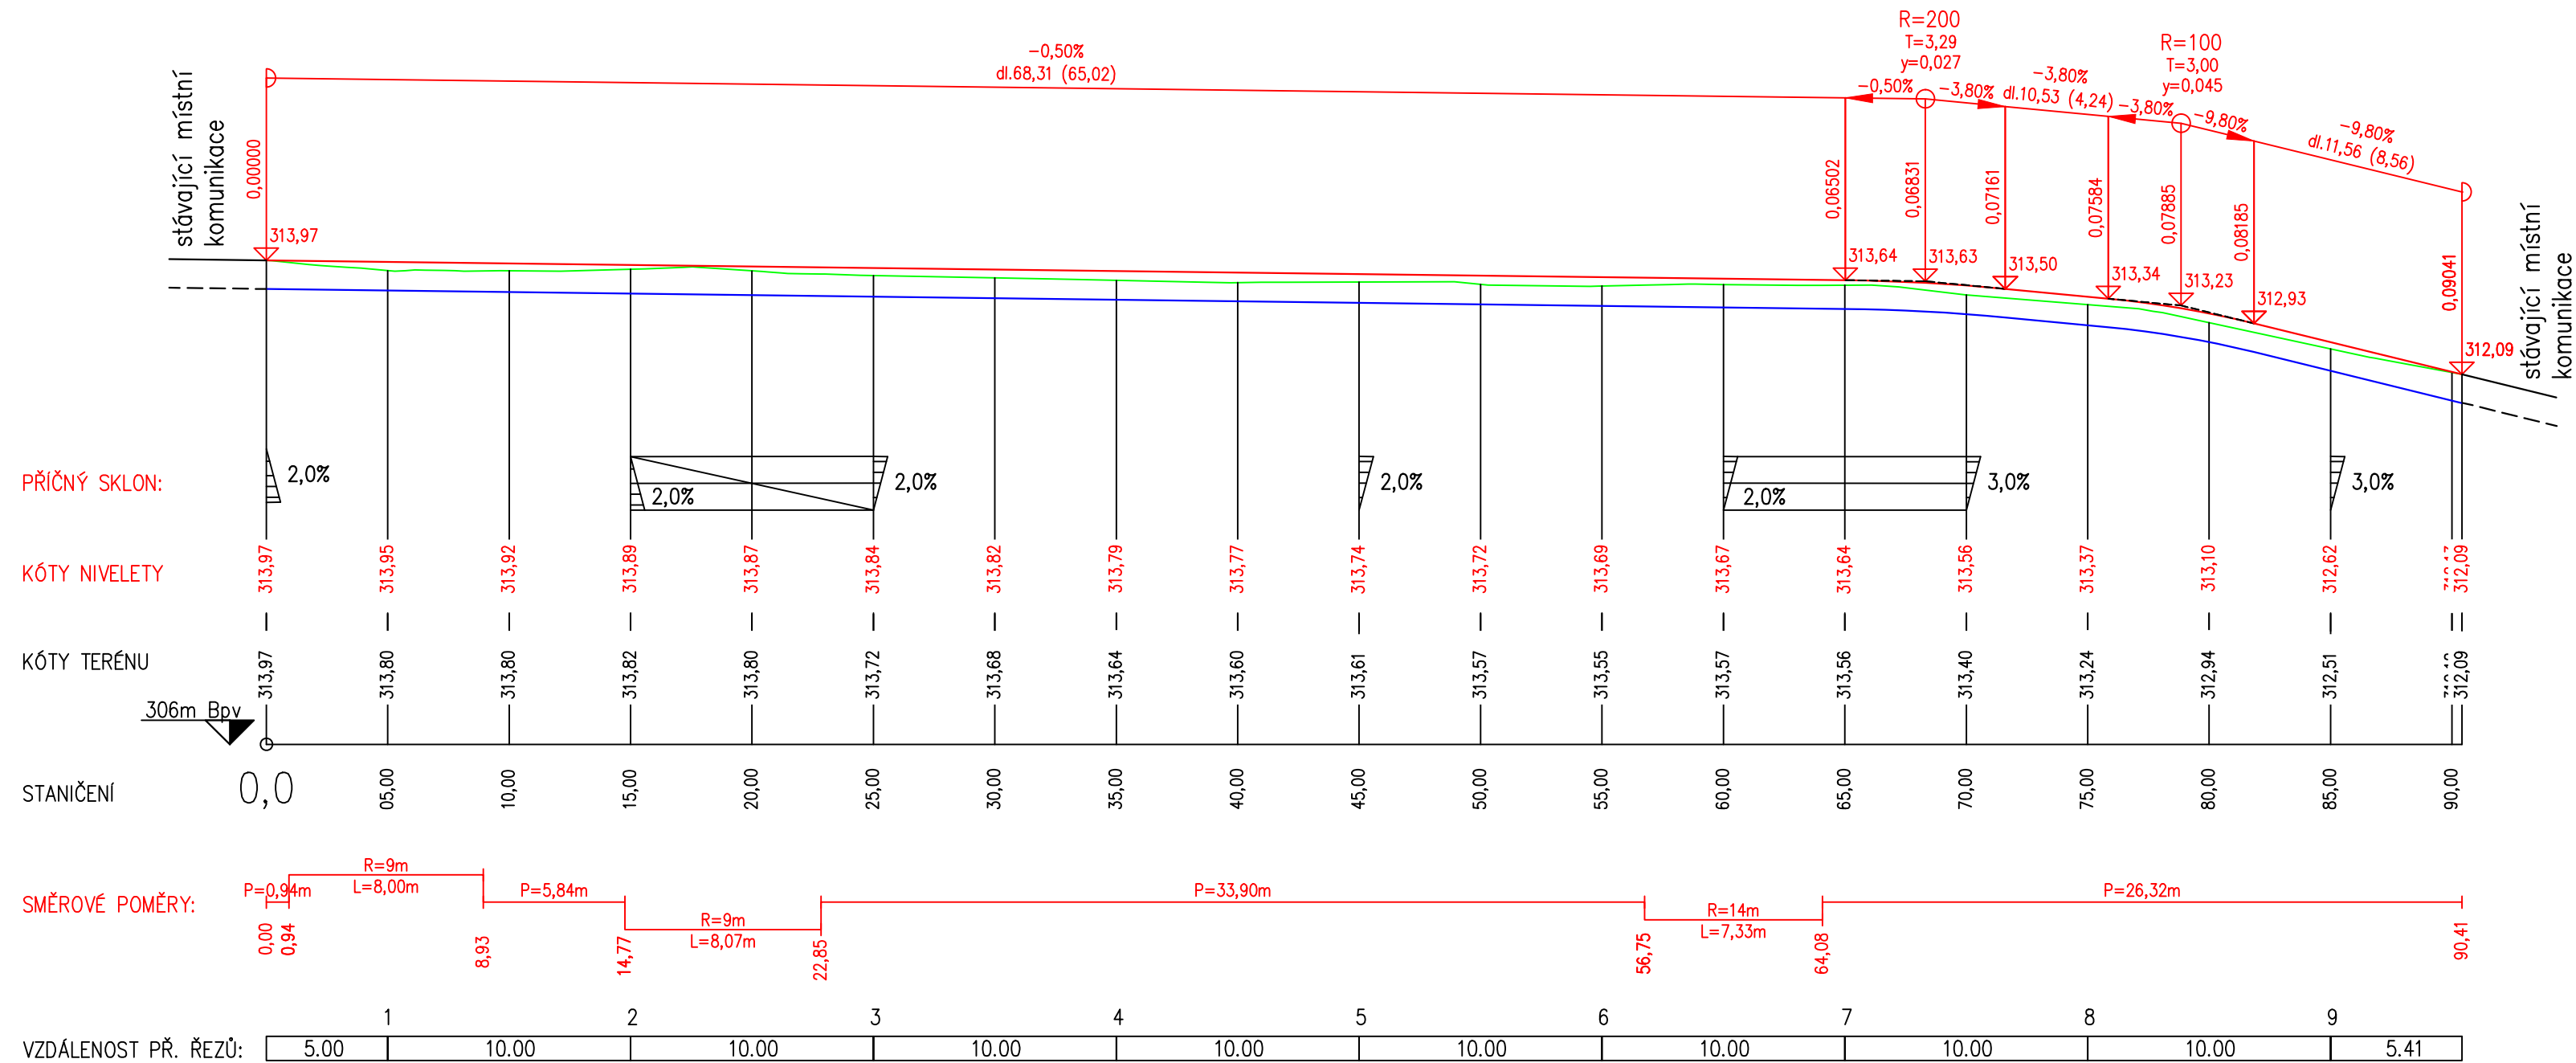 R=200
T=3,29
y=0,027
R=100
T=3,00
y=0,045
-0,50%
dl.68,31 (65,02)
-0,50%
-3,80%
-3,80%
dl.10,53 (4,24)
-3,80%
-9,80%
-9,80%
dl.11,56 (8,56)
stávající místní
komunikace
0,00000
0,06502
0,06831
0,07161
0,07584
0,07885
0,08185
0,09041
stávající místní
komunikace
313,97
313,64
313,63
313,50
313,34
313,23
312,93
312,09
PŘÍČNÝ SKLON:
2,0%
2,0%
2,0%
2,0%
2,0%
3,0%
3,0%
KÓTY NIVELETY
313,97 313,95 313,92 313,89 313,87 313,84 313,82 313,79 313,77 313,74 313,72 313,69 313,67 313,64 313,56 313,37 313,10 312,62 312,09
KÓTY TERÉNU
313,97 313,80 313,80 313,82 313,80 313,72 313,68 313,64 313,60 313,61 313,57 313,55 313,57 313,56 313,40 313,24 312,94 312,51 312,09
306m Bpv
STANIČENÍ
0,0 05,00 10,00 15,00 20,00 25,00 30,00 35,00 40,00 45,00 50,00 55,00 60,00 65,00 70,00 75,00 80,00 85,00 90,00
SMĚROVÉ POMĚRY:
P=0,94m
R=9m
L=8,00m
P=5,84m
R=9m
L=8,07m
P=33,90m
R=14m
L=7,33m
P=26,32m
0,00 0,94 8,93 14,77 22,85 56,75 64,08 90,41
1 2 3 4 5 6 7 8 9
VZDÁLENOST PŘ. ŘEZŮ:
5.00 10.00 10.00 10.00 10.00 10.00 10.00 10.00 10.00 5.41